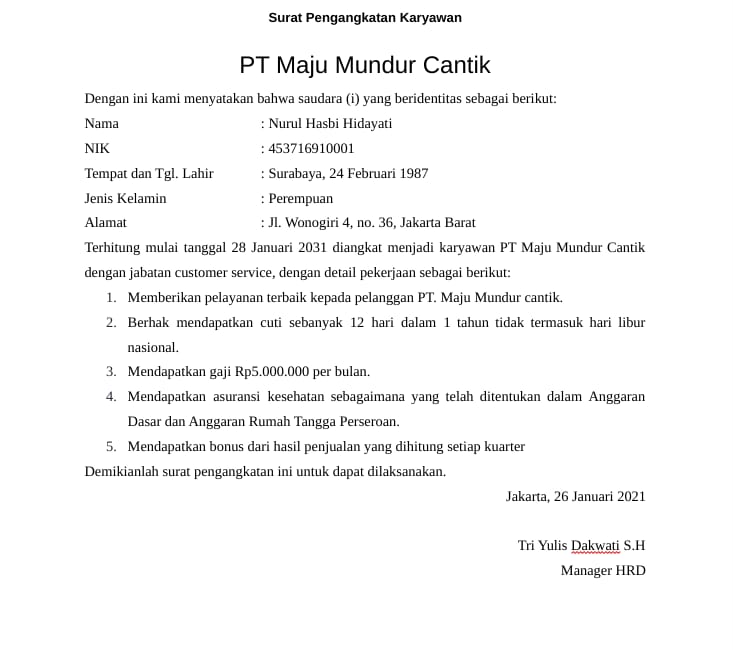 Surat Pengangkatan Karyawan
PT Maju Mundur Cantik
Dengan ini kami menyatakan bahwa saudara (i) yang beridentitas sebagai berikut:
Nama : Nurul Hasbi Hidayati
NIK : 453716910001
Tempat dan Tgl. Lahir : Surabaya, 24 Februari 1987
Jenis Kelamin : Perempuan
Alamat : Jl. Wonogiri 4, no. 36, Jakarta Barat
Terhitung mulai tanggal 28 Januari 2031 diangkat menjadi karyawan PT Maju Mundur Cantik
dengan jabatan customer service, dengan detail pekerjaan sebagai berikut:
1. Memberikan pelayanan terbaik kepada pelanggan PT. Maju Mundur cantik.
2. Berhak mendapatkan cuti sebanyak 12 hari dalam 1 tahun tidak termasuk hari libur
nasional.
3. Mendapatkan gaji Rp5.000.000 per bulan.
4. Mendapatkan asuransi kesehatan sebagaimana yang telah ditentukan dalam Anggaran
Dasar dan Anggaran Rumah Tangga Perseroan.
5. Mendapatkan bonus dari hasil penjualan yang dihitung setiap kuarter
Demikianlah surat pengangkatan ini untuk dapat dilaksanakan.
Jakarta, 26 Januari 2021
Tri Yulis Dakwati S.H
Manager HRD